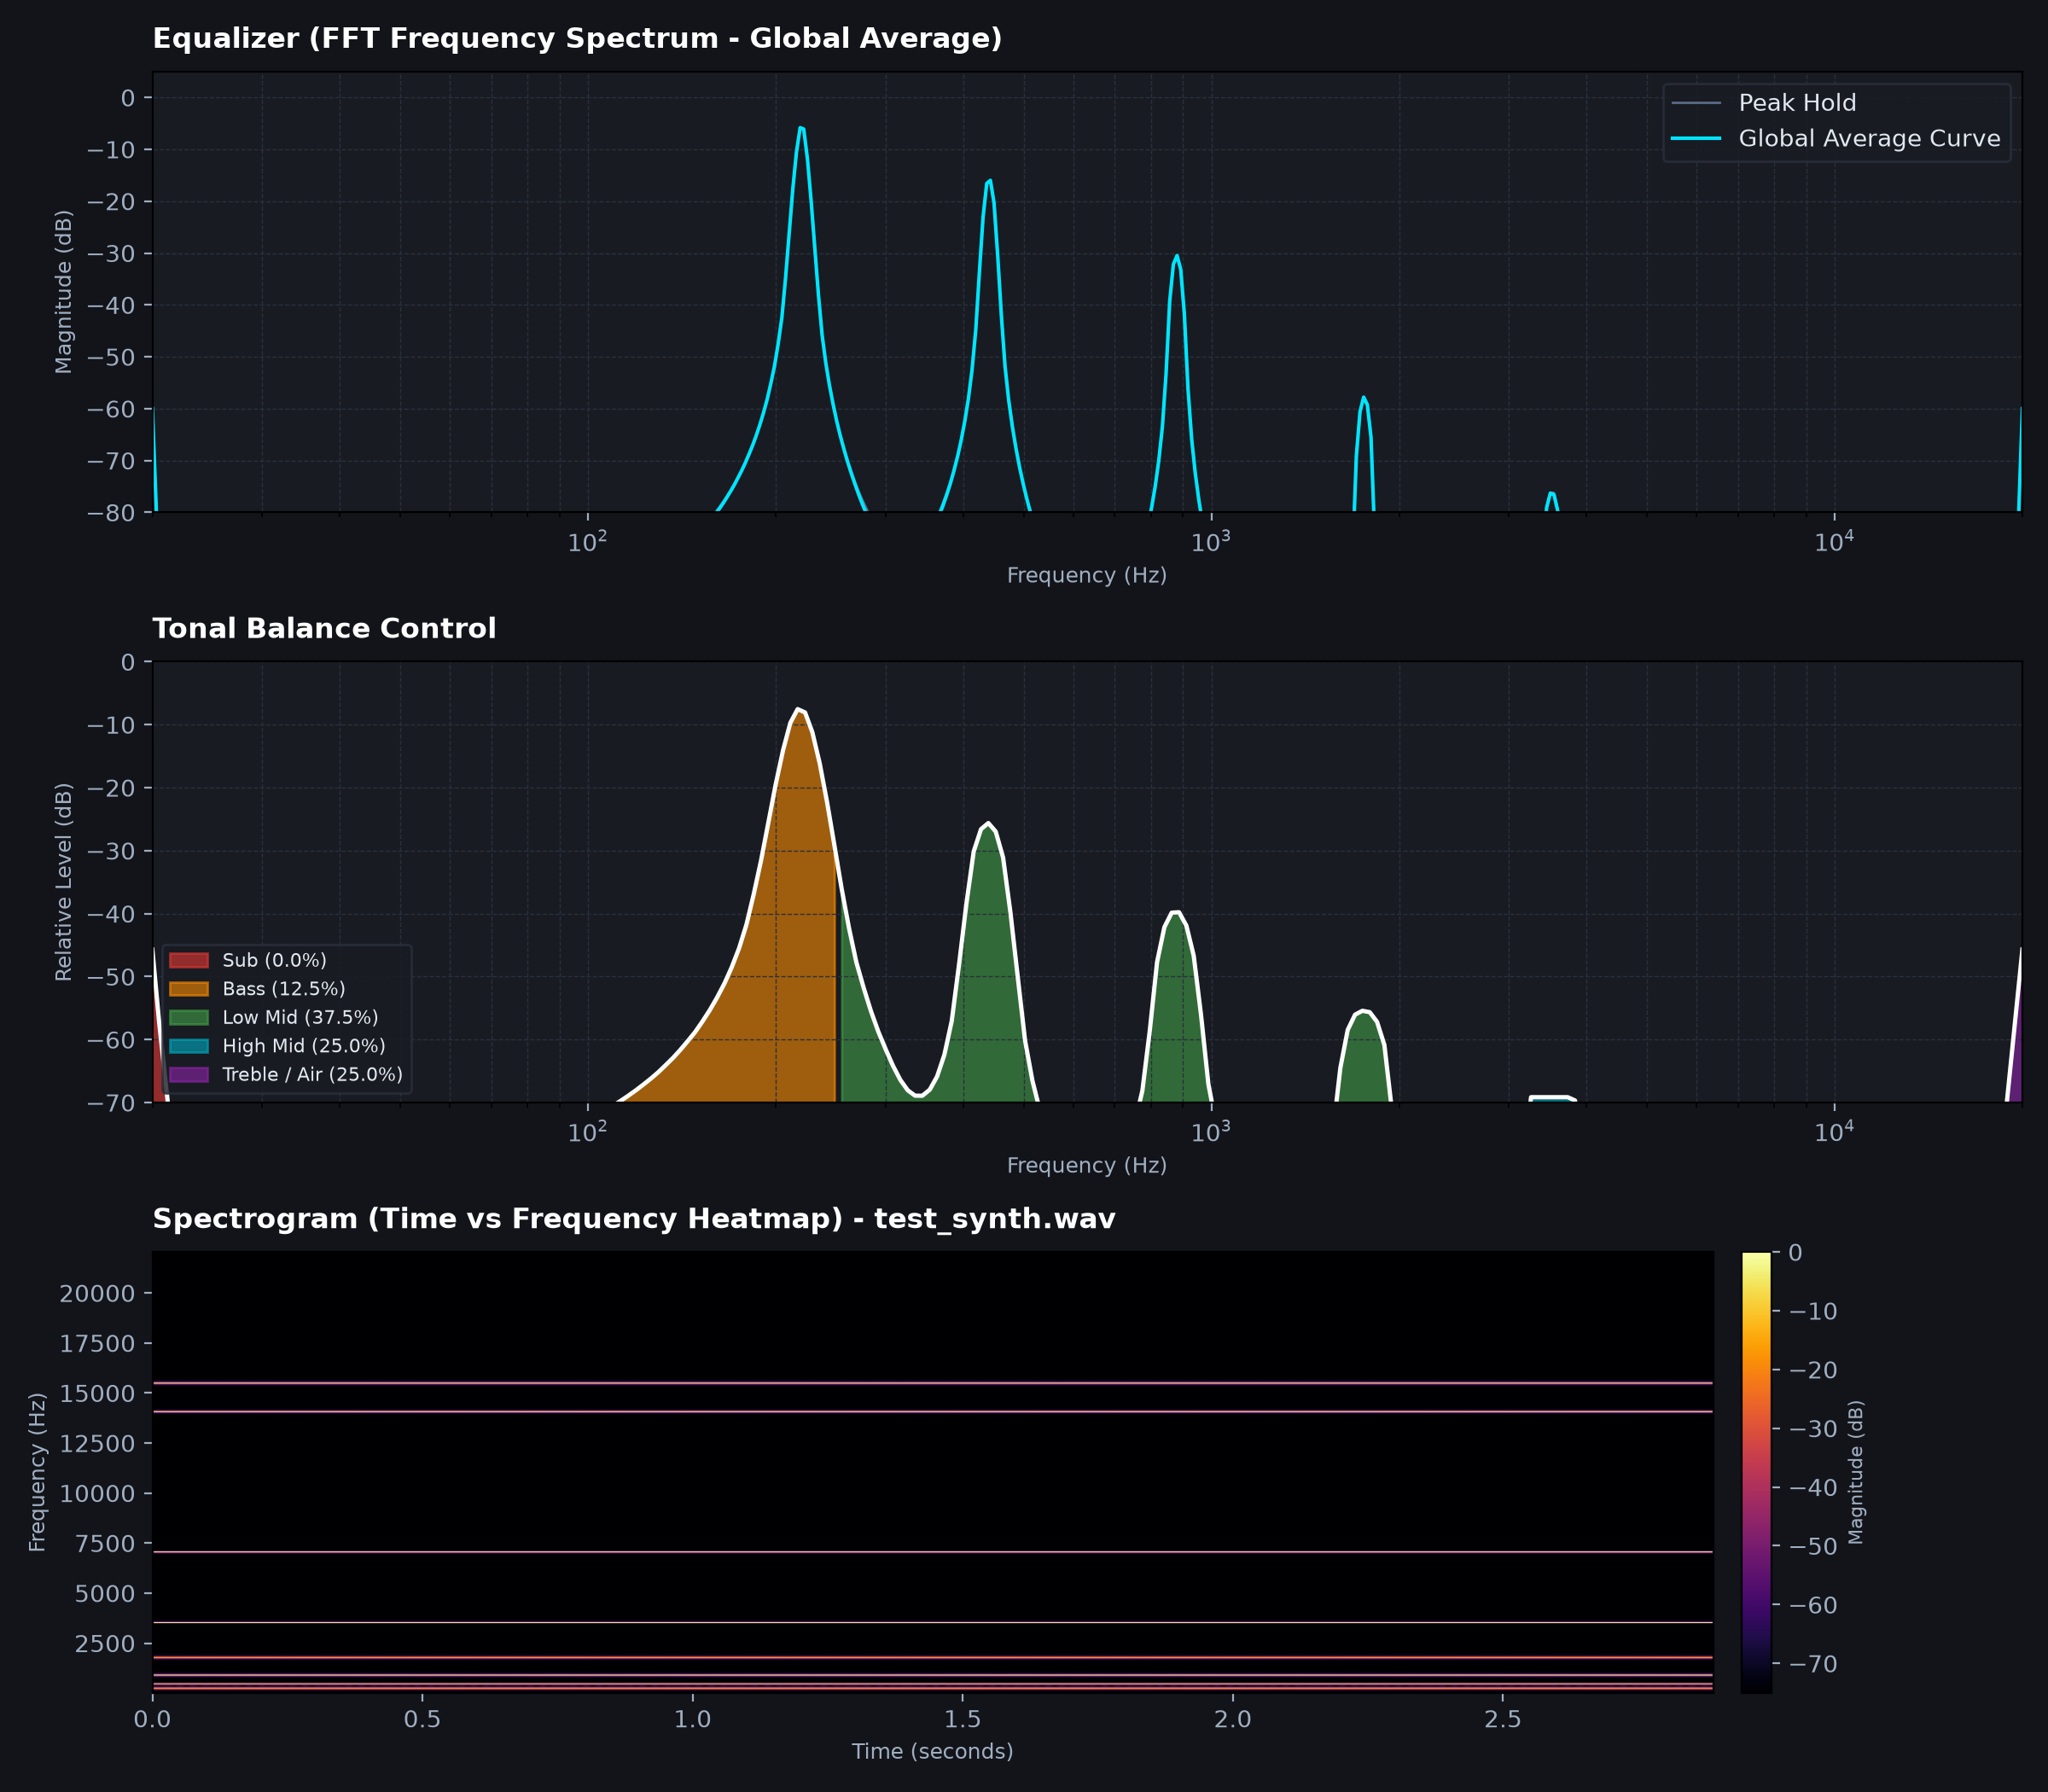 Equalizer (FFT Frequency Spectrum - Global Average)
Magnitude (dB)
0
−10
−20
−30
−40
−50
−60
−70
−80
Peak Hold
Global Average Curve
10²
10³
10⁴
Frequency (Hz)
Tonal Balance Control
Relative Level (dB)
0
−10
−20
−30
−40
−50
−60
−70
Sub (0.0%)
Bass (12.5%)
Low Mid (37.5%)
High Mid (25.0%)
Treble / Air (25.0%)
10²
10³
10⁴
Frequency (Hz)
Spectrogram (Time vs Frequency Heatmap) - test_synth.wav
Frequency (Hz)
20000
17500
15000
12500
10000
7500
5000
2500
0.0
0.5
1.0
1.5
2.0
2.5
Time (seconds)
0
−10
−20
−30
−40
−50
−60
−70
Magnitude (dB)